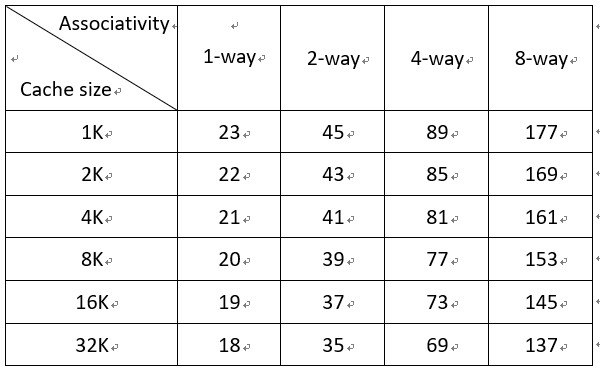 Associativity
Cache size
1-way 2-way 4-way 8-way
1K 23 45 89 177
2K 22 43 85 169
4K 21 41 81 161
8K 20 39 77 153
16K 19 37 73 145
32K 18 35 69 137